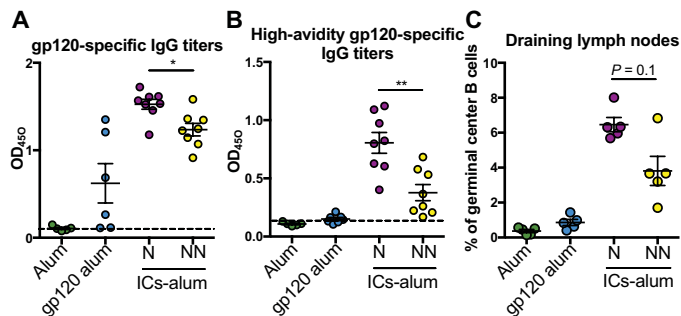 A
gp120-specific IgG titers
OD450
2
1
0
*
Alum
gp120 alum
N
NN
ICs-alum
B
High-avidity gp120-specific
IgG titers
OD450
1.5
1.0
0.5
0.0
**
Alum
gp120 alum
N
NN
ICs-alum
C
Draining lymph nodes
% of germinal center B cells
10
8
6
4
2
0
P = 0.1
Alum
gp120 alum
N
NN
ICs-alum